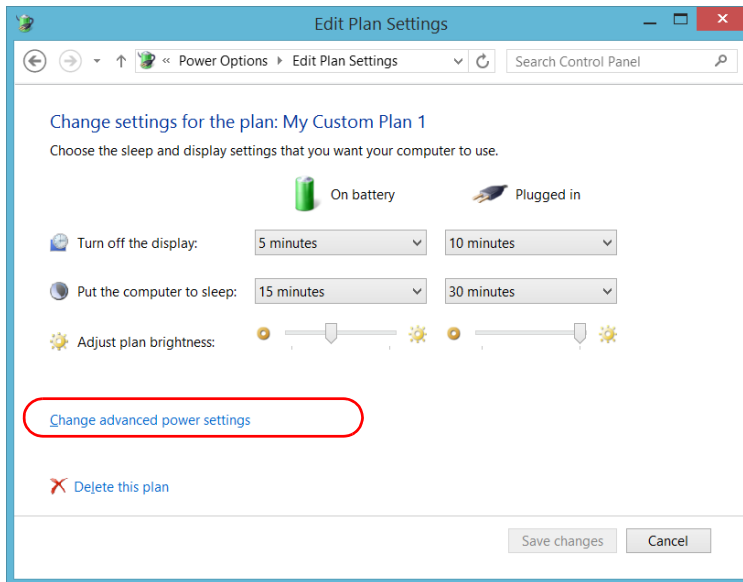 Edit Plan Settings
« Power Options Edit Plan Settings Search Control Panel
Change settings for the plan: My Custom Plan 1
Choose the sleep and display settings that you want your computer to use.
On battery Plugged in
Turn off the display: 5 minutes 10 minutes
Put the computer to sleep: 15 minutes 30 minutes
Adjust plan brightness:
Change advanced power settings
Delete this plan
Save changes Cancel